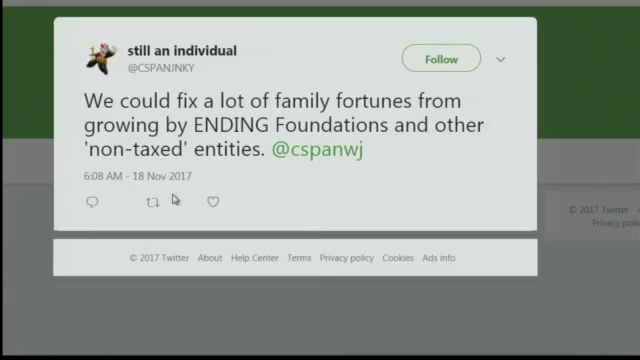 still an individual
@CSPANJNKY
Follow
We could fix a lot of family fortunes from
growing by ENDING Foundations and other
'non-taxed' entities. @cspanwj
6:08 AM - 18 Nov 2017
© 2017 Twitter About Help Center Terms Privacy policy Cookies Ads info
© 2017 Twitter
Privacy poli